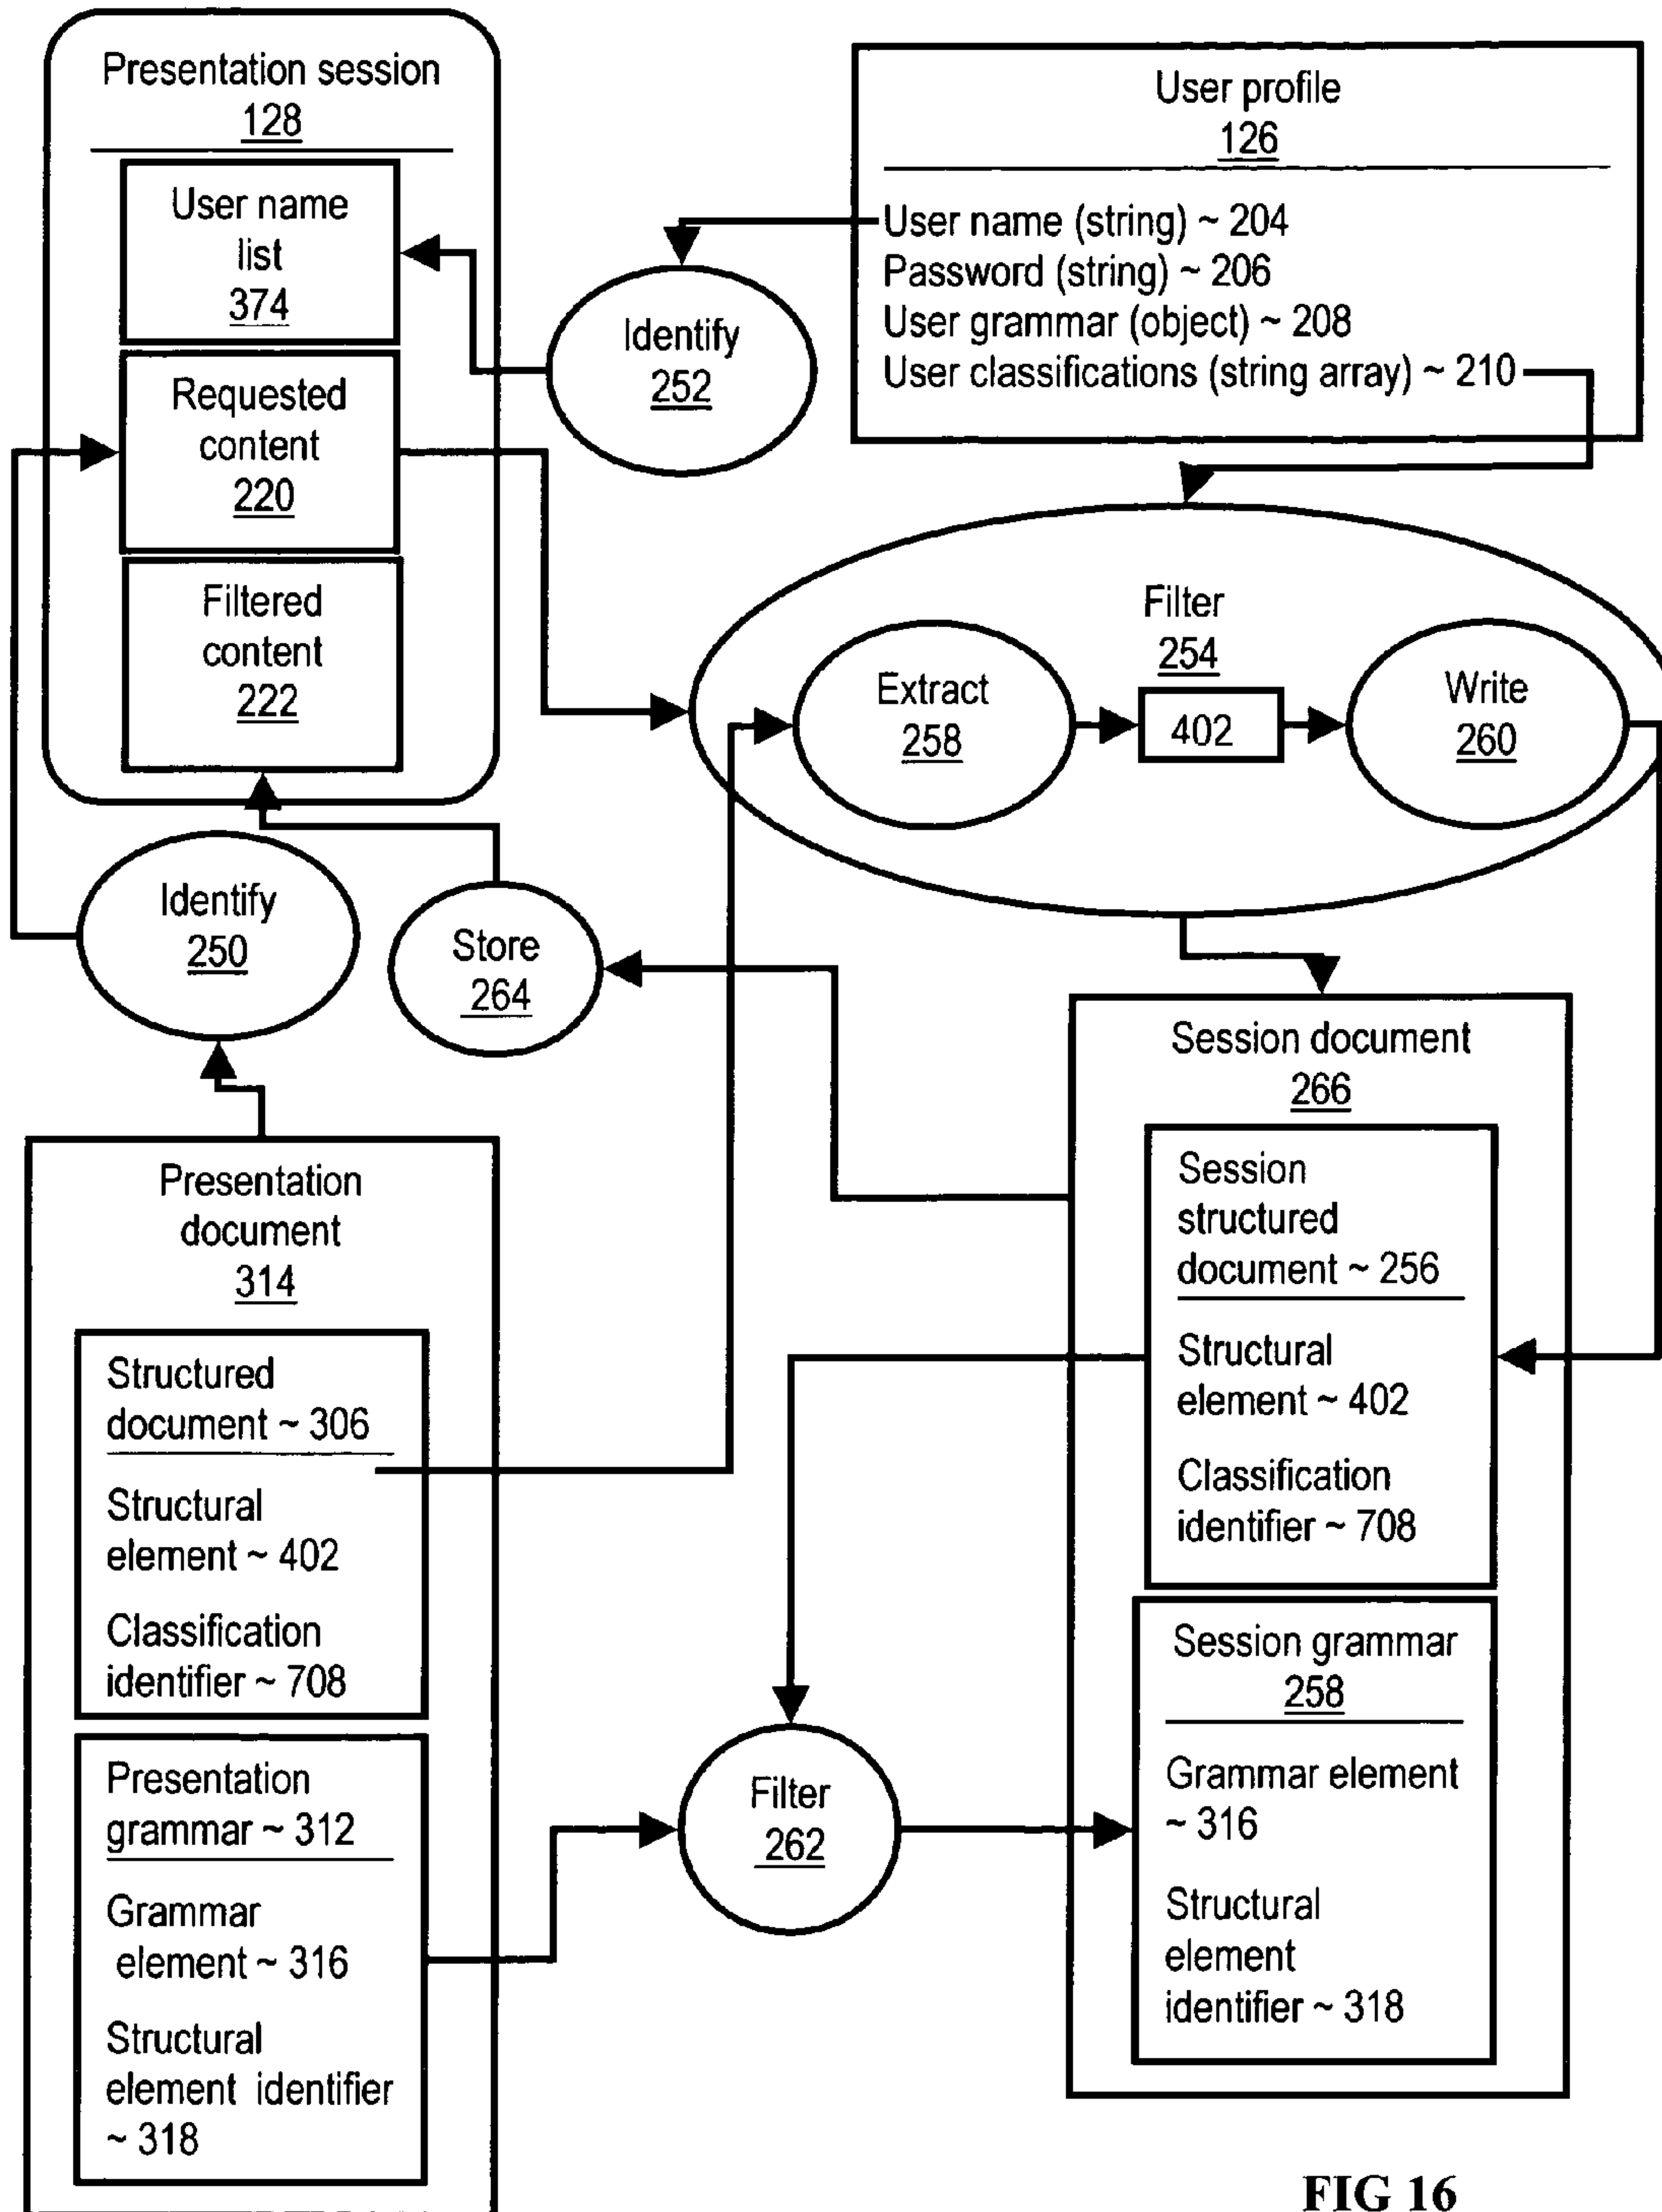 Presentation session
128
User name
list
374
Requested
content
220
Filtered
content
222
User profile
126
User name (string) ~ 204
Password (string) ~ 206
User grammar (object) ~ 208
User classifications (string array) ~ 210
Identify
252
Filter
254
Extract
258
402
Write
260
Identify
250
Store
264
Session document
266
Session
structured
document ~ 256
Structural
element ~ 402
Classification
identifier ~ 708
Session grammar
258
Grammar element
~ 316
Structural
element
identifier ~ 318
Presentation
document
314
Structured
document ~ 306
Structural
element ~ 402
Classification
identifier ~ 708
Presentation
grammar ~ 312
Grammar
element ~ 316
Structural
element identifier
~ 318
Filter
262
FIG 16